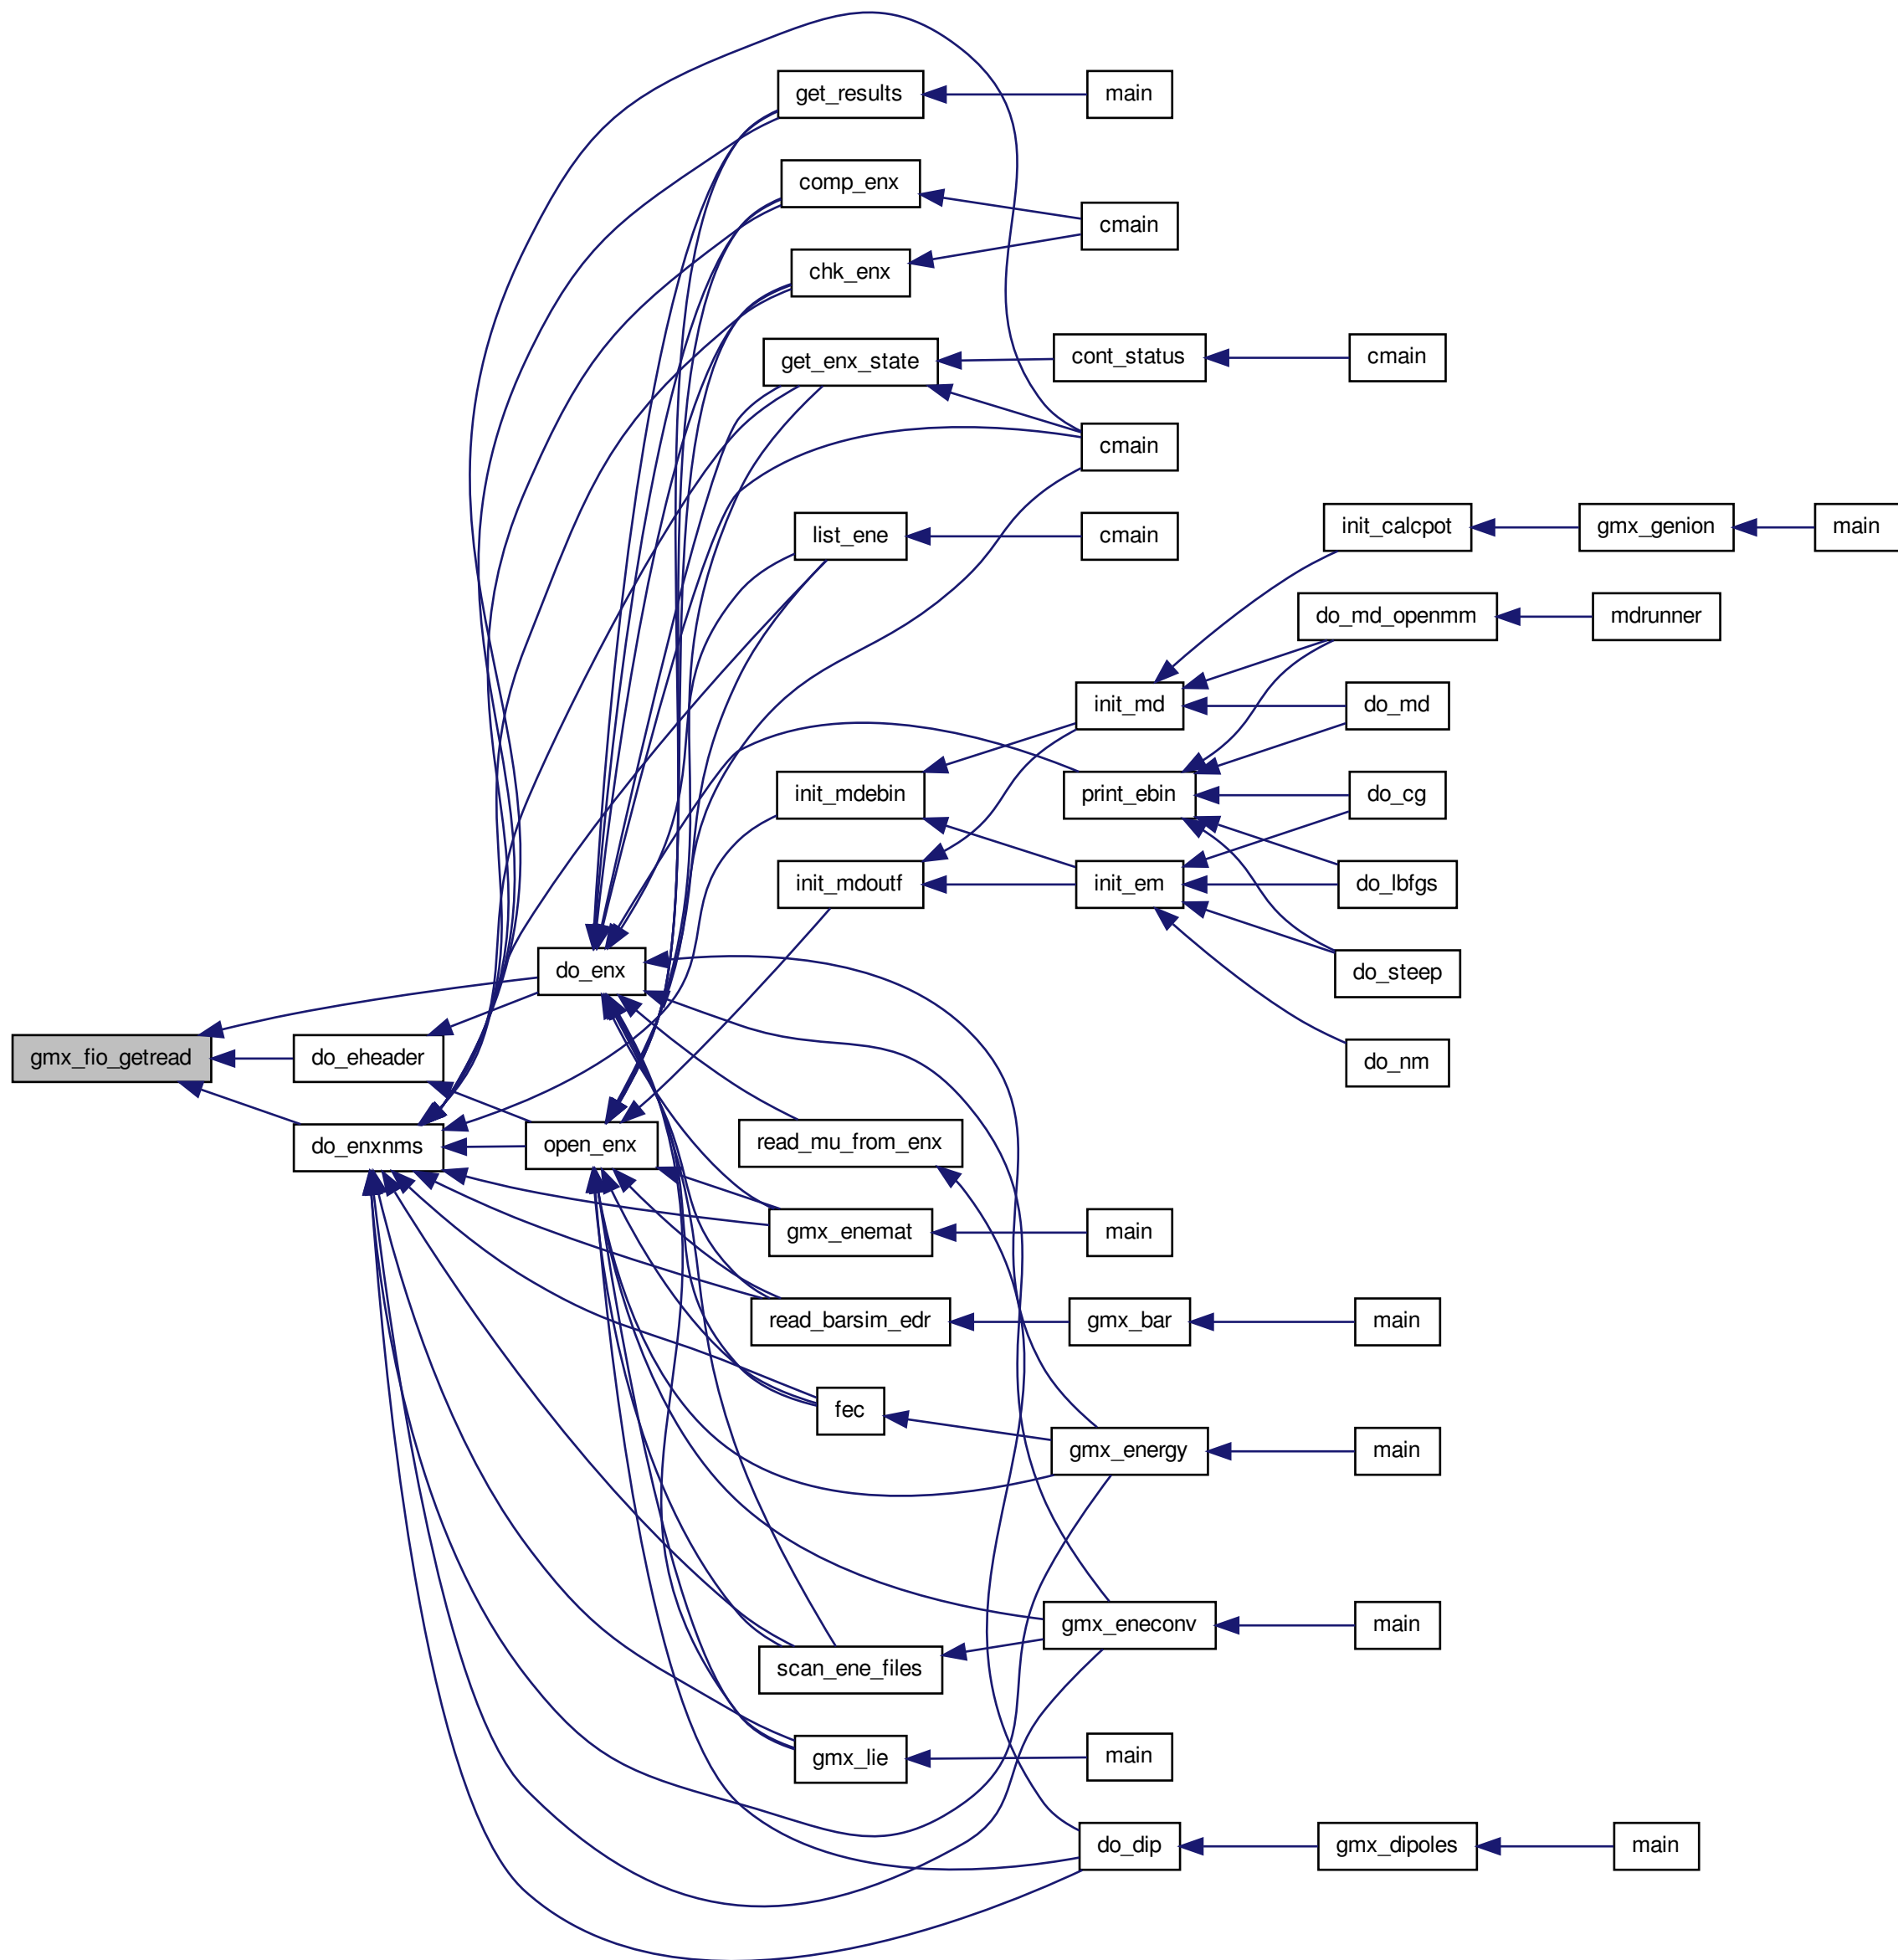 get_results
main
comp_enx
cmain
chk_enx
get_enx_state
cont_status
cmain
cmain
list_ene
cmain
init_calcpot
gmx_genion
main
do_md_openmm
mdrunner
init_md
do_md
init_mdebin
print_ebin
do_cg
init_mdoutf
init_em
do_lbfgs
do_enx
do_steep
gmx_fio_getread
do_eheader
do_nm
do_enxnms
open_enx
read_mu_from_enx
gmx_enemat
main
read_barsim_edr
gmx_bar
main
fec
gmx_energy
main
gmx_eneconv
main
scan_ene_files
gmx_lie
main
do_dip
gmx_dipoles
main